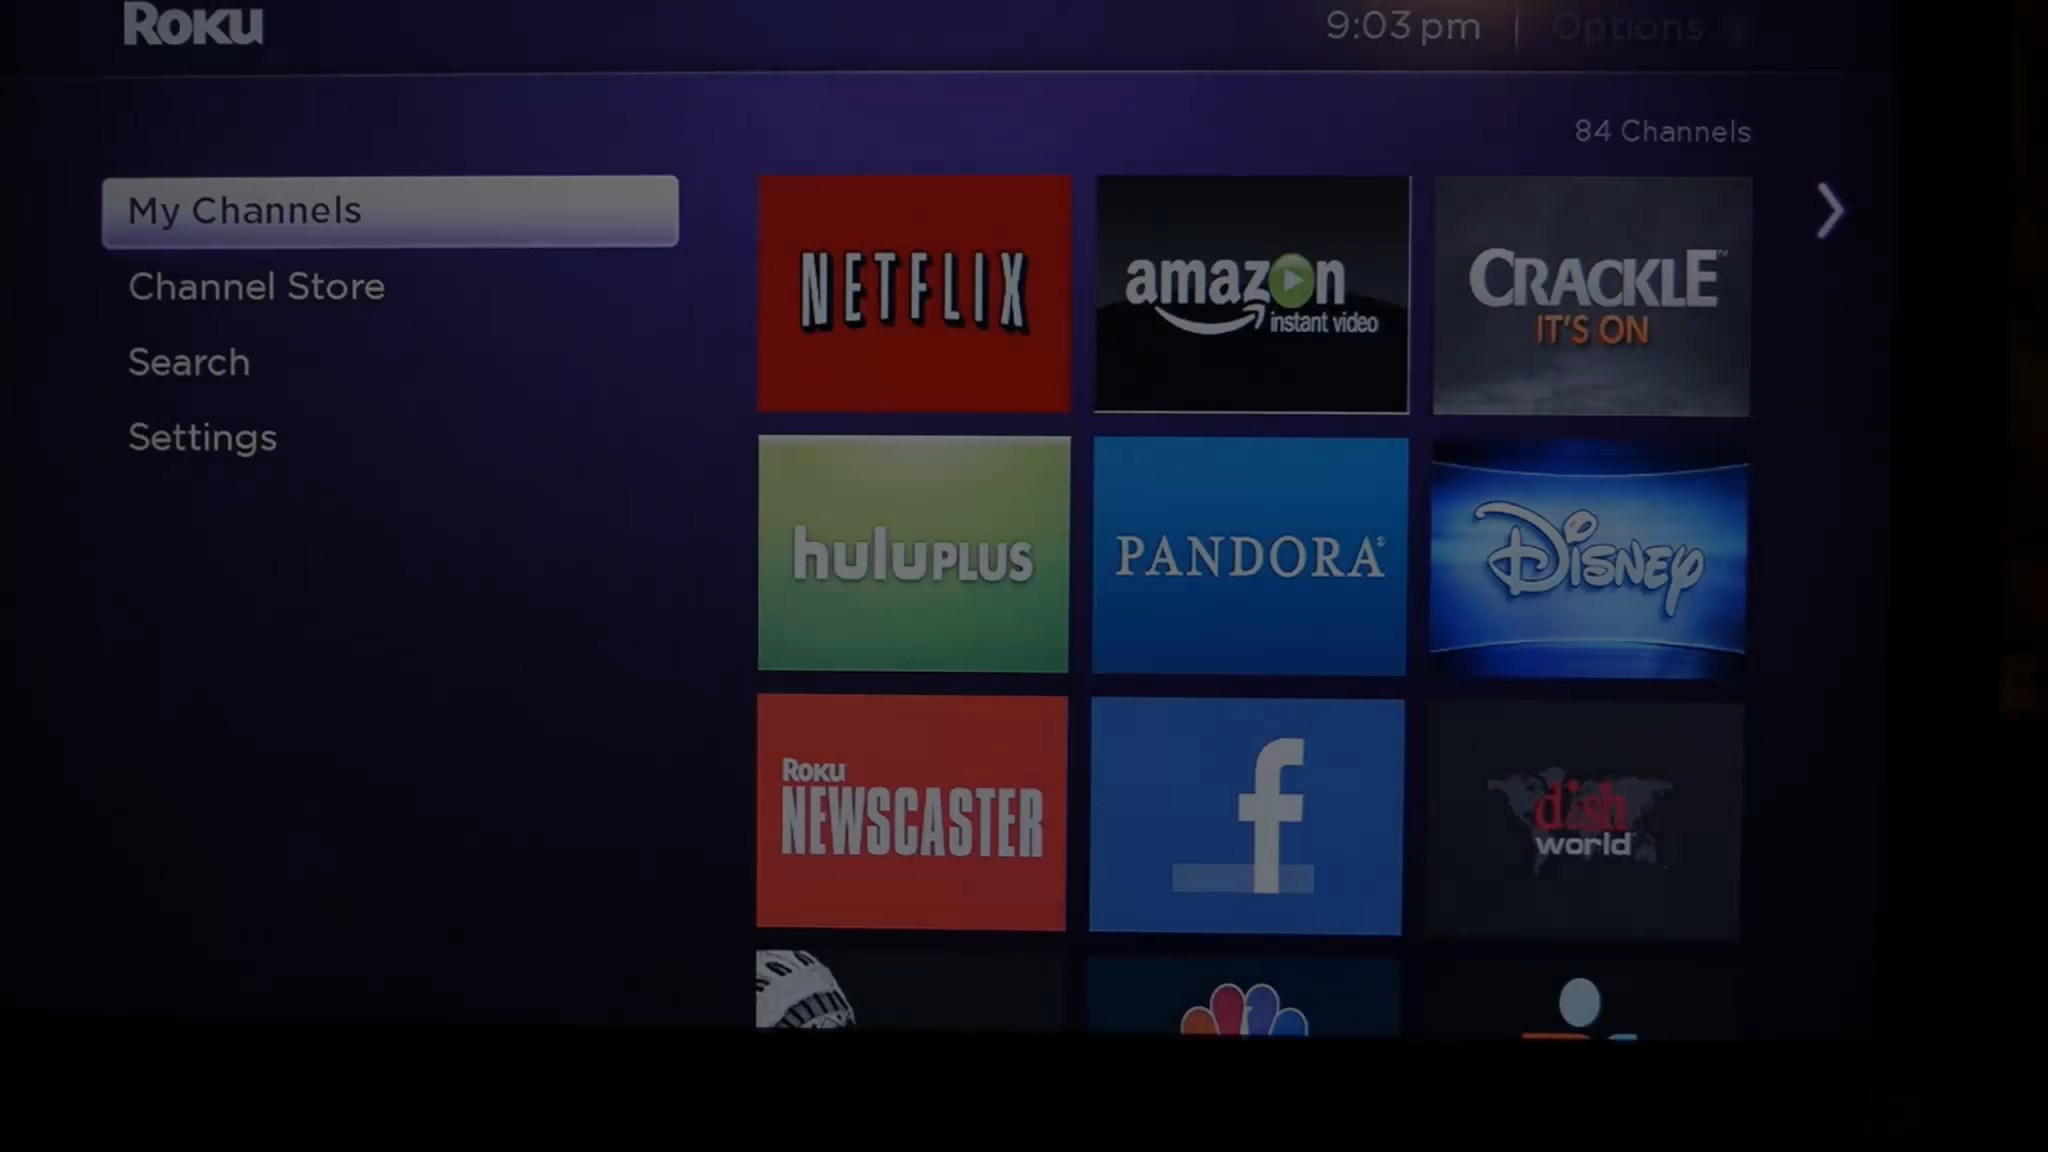 Roku
9:03 pm | Options
84 Channels
My Channels
Channel Store
Search
Settings
NETFLIX
amazon
instant video
CRACKLE™
IT'S ON
huluPLUS
PANDORA®
Disney
Roku
NEWSCASTER
f
dish
world